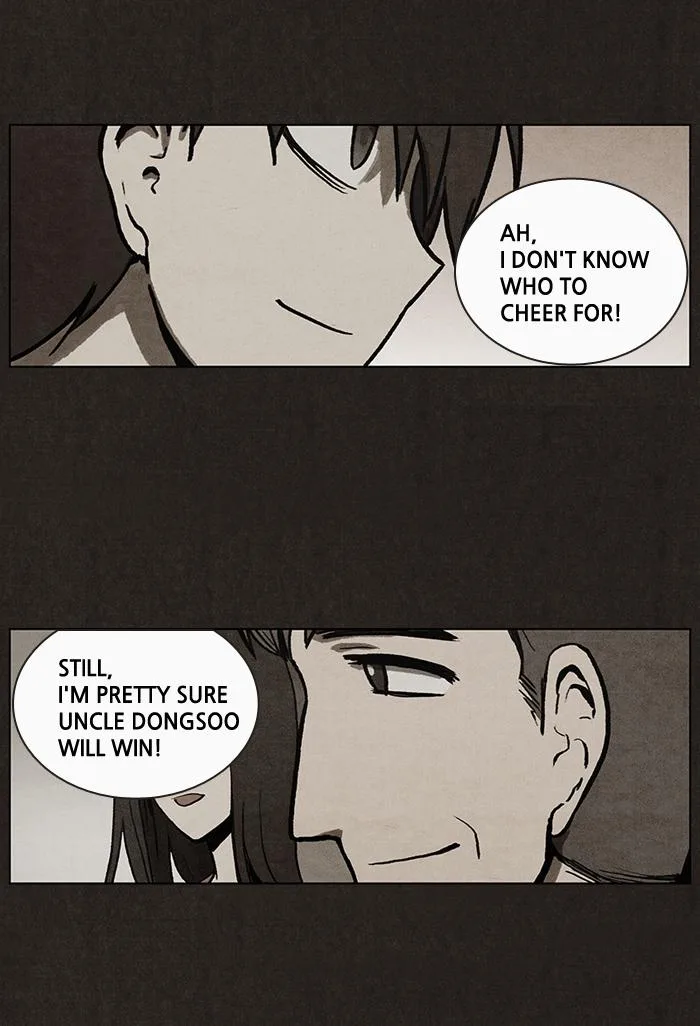 AH,
I DON'T KNOW
WHO TO
CHEER FOR!
STILL,
I'M PRETTY SURE
UNCLE DONGSOO
WILL WIN!